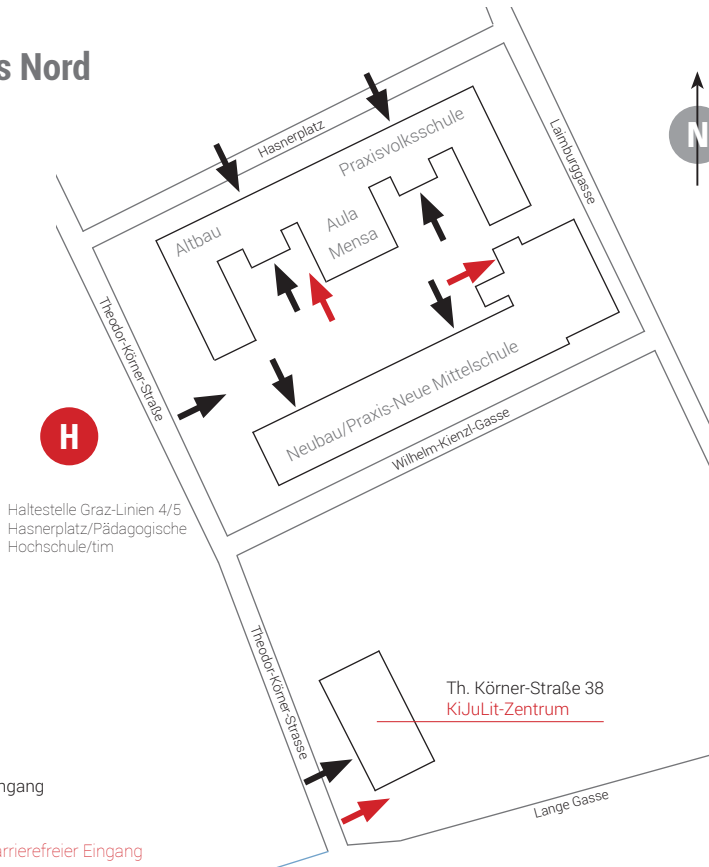 s Nord
Hasnerplatz
N
Praxisvolksschule
Laimburggasse
Altbau
Aula
Mensa
Theodor-Körner-Straße
H
Neubau/Praxis-Neue Mittelschule
Wilhelm-Kienzl-Gasse
Haltestelle Graz-Linien 4/5
Hasnerplatz/Pädagogische
Hochschule/tim
Theodor-Körner-Strasse
Th. Körner-Straße 38
KiJuLit-Zentrum
ngang
Lange Gasse
arrierefreier Eingang